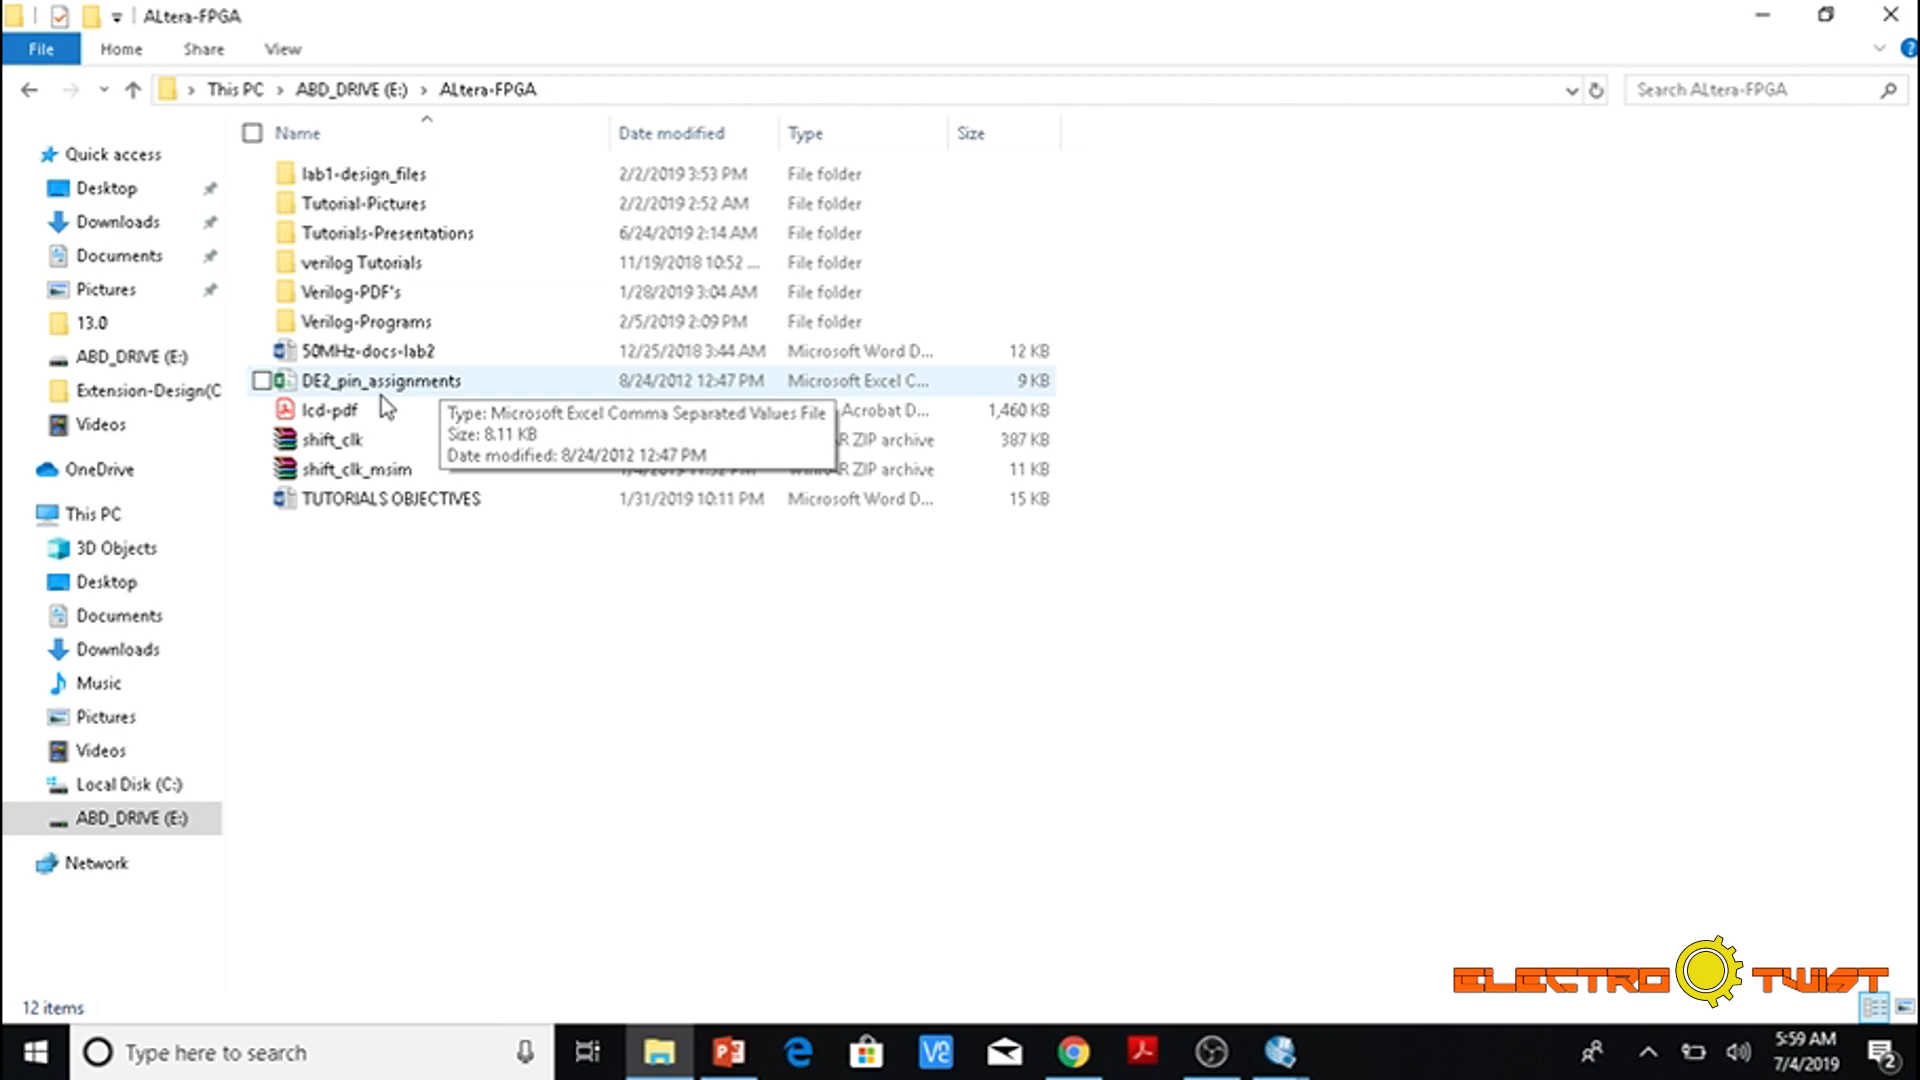 ALtera-FPGA
File Home Share View
This PC > ABD_DRIVE (E:) > ALtera-FPGA
Search ALtera-FPGA
Name Date modified Type Size
Quick access
Desktop
Downloads
Documents
Pictures
13.0
ABD_DRIVE (E:)
Extension-Design(C
Videos
OneDrive
This PC
3D Objects
Desktop
Documents
Downloads
Music
Pictures
Videos
Local Disk (C:)
ABD_DRIVE (E:)
Network
lab1-design_files 2/2/2019 3:53 PM File folder
Tutorial-Pictures 2/2/2019 2:52 AM File folder
Tutorials-Presentations 6/24/2019 2:14 AM File folder
verilog Tutorials 11/19/2018 10:52 ... File folder
Verilog-PDF's 1/28/2019 3:04 AM File folder
Verilog-Programs 2/5/2019 2:09 PM File folder
50MHz-docs-lab2 12/25/2018 3:44 AM Microsoft Word D... 12 KB
DE2_pin_assignments 8/24/2012 12:47 PM Microsoft Excel C... 9 KB
lcd-pdf Acrobat D... 1,460 KB
shift_clk R ZIP archive 387 KB
shift_clk_msim R ZIP archive 11 KB
TUTORIALS OBJECTIVES 1/31/2019 10:11 PM Microsoft Word D... 15 KB
Type: Microsoft Excel Comma Separated Values File
Size: 8.11 KB
Date modified: 8/24/2012 12:47 PM
12 items
ELECTRO TWIST
Type here to search
5:59 AM
7/4/2019
2